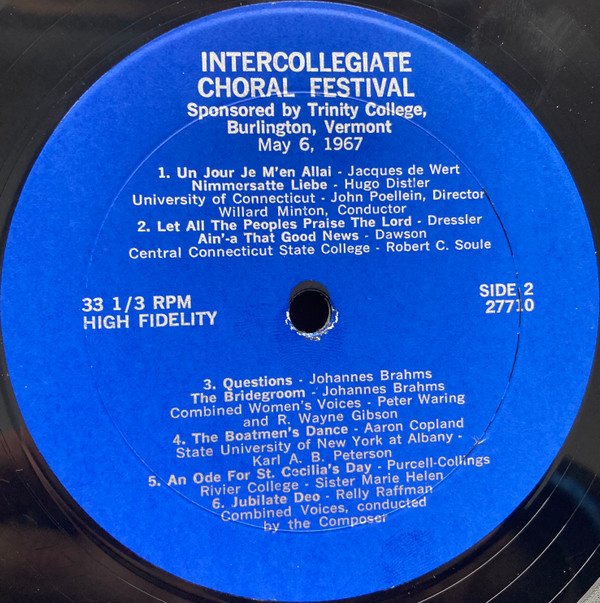 INTERCOLLEGIATE
CHORAL FESTIVAL
Sponsored by Trinity College,
Burlington, Vermont
May 6, 1967
1. Un Jour Je M'en Allai - Jacques de Wert
Nimmersatte Liebe - Hugo Distler
University of Connecticut - John Poellein, Director
Willard Minton, Conductor
2. Let All The Peoples Praise The Lord - Dressler
Ain'-a That Good News - Dawson
Central Connecticut State College - Robert C. Soule
33 1/3 RPM
HIGH FIDELITY
SIDE 2
27710
3. Questions - Johannes Brahms
The Bridegroom - Johannes Brahms
Combined Women's Voices - Peter Waring
and R. Wayne Gibson
4. The Boatmen's Dance - Aaron Copland
State University of New York at Albany -
Karl A. B. Peterson
5. An Ode For St. Cecilia's Day - Purcell-Collings
Rivier College - Sister Marie Helen
6. Jubilate Deo - Relly Raffman
Combined Voices, conducted
by the Composer